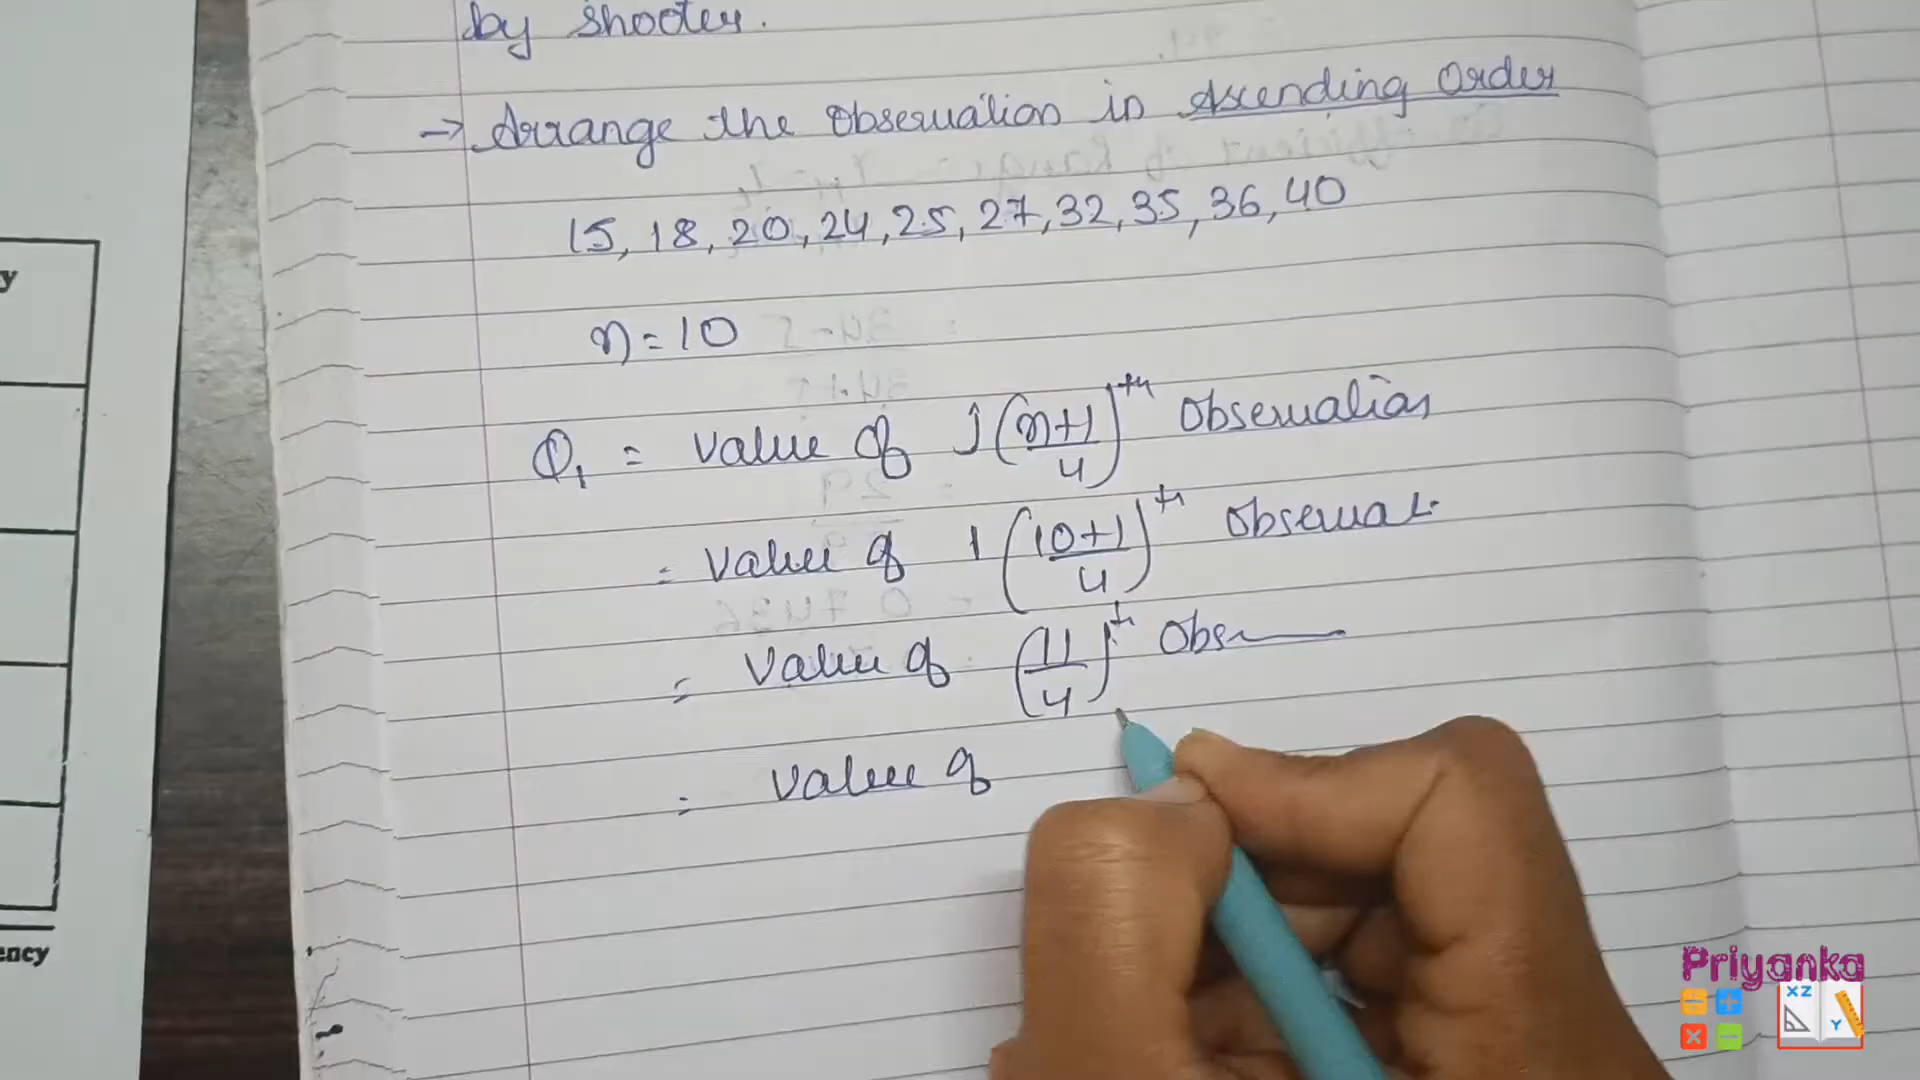 by shooter.
→ Arrange the Observation in Ascending Order
15, 18, 20, 24, 25, 27, 32, 35, 36, 40
n = 10
Q₁ = value of j(n+1/4)th Observation
= value of 1(10+1/4)th Observat.
= value of (11/4)th Obser
= value of
y
ency
Priyanka
XZ
Y